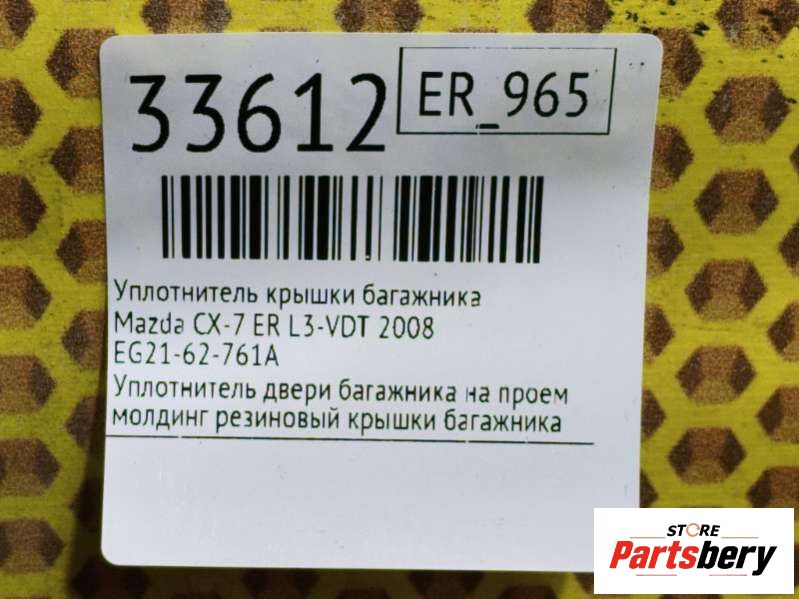 33612
ER_965
Уплотнитель крышки багажника
Mazda CX-7 ER L3-VDT 2008
EG21-62-761A
Уплотнитель двери багажника на проем
молдинг резиновый крышки багажника
STORE
Partsbery